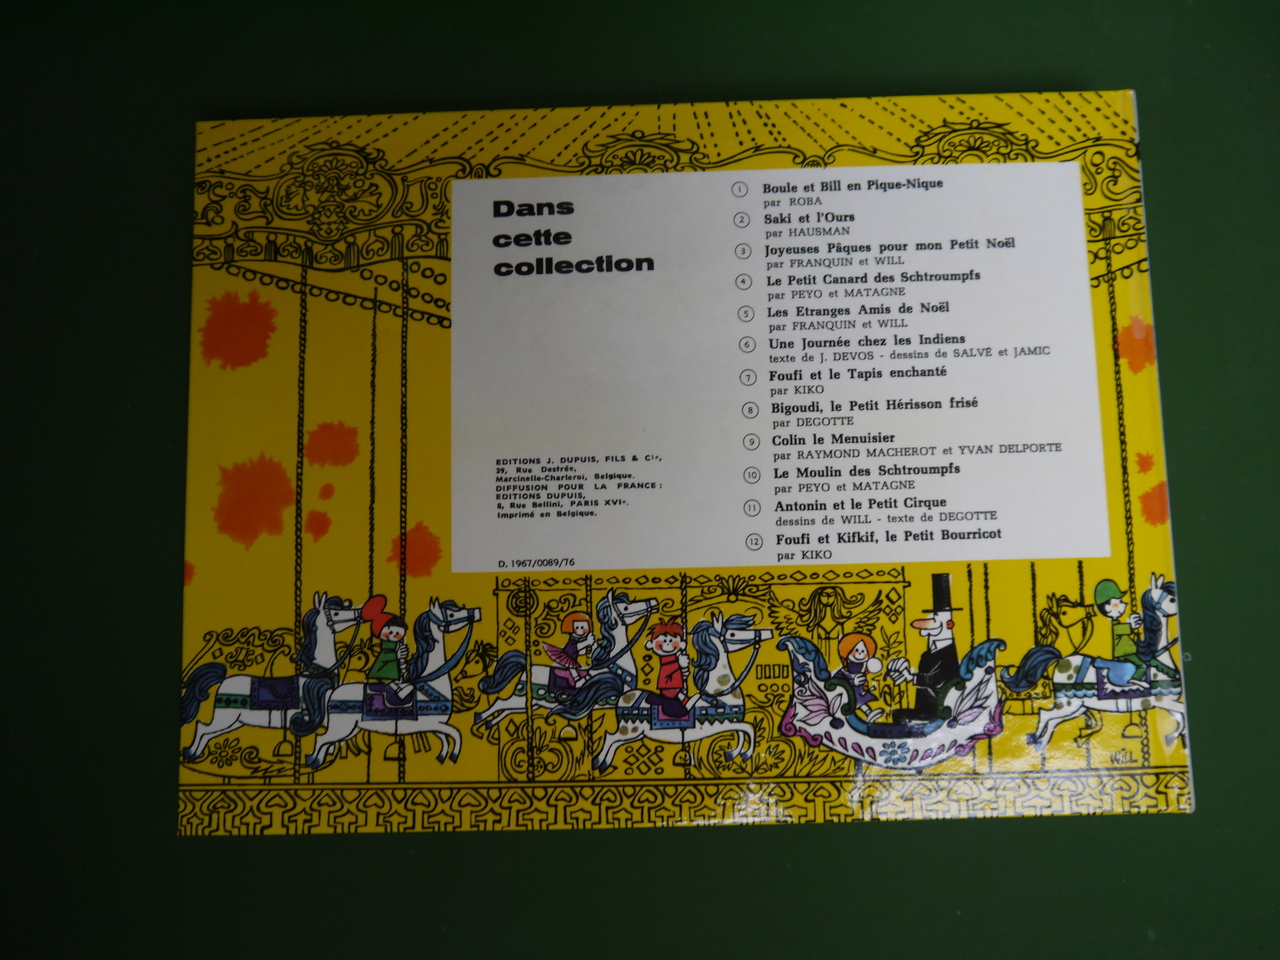 Dans
cette
collection
EDITIONS J. DUPUIS, FILS & Cie,
39, Rue Destrée,
Marcinelle-Charleroi, Belgique.
DIFFUSION POUR LA FRANCE :
EDITIONS DUPUIS,
8, Rue Bellini, PARIS XVIe.
Imprimé en Belgique.
D. 1967/0089/76
1 Boule et Bill en Pique-Nique
par ROBA
2 Saki et l'Ours
par HAUSMAN
3 Joyeuses Pâques pour mon Petit Noël
par FRANQUIN et WILL
4 Le Petit Canard des Schtroumpfs
par PEYO et MATAGNE
5 Les Etranges Amis de Noël
par FRANQUIN et WILL
6 Une Journée chez les Indiens
texte de J. DEVOS - dessins de SALVÉ et JAMIC
7 Foufi et le Tapis enchanté
par KIKO
8 Bigoudi, le Petit Hérisson frisé
par DEGOTTE
9 Colin le Menuisier
par RAYMOND MACHEROT et YVAN DELPORTE
10 Le Moulin des Schtroumpfs
par PEYO et MATAGNE
11 Antonin et le Petit Cirque
dessins de WILL - texte de DEGOTTE
12 Foufi et Kifkif, le Petit Bourricot
par KIKO
WILL